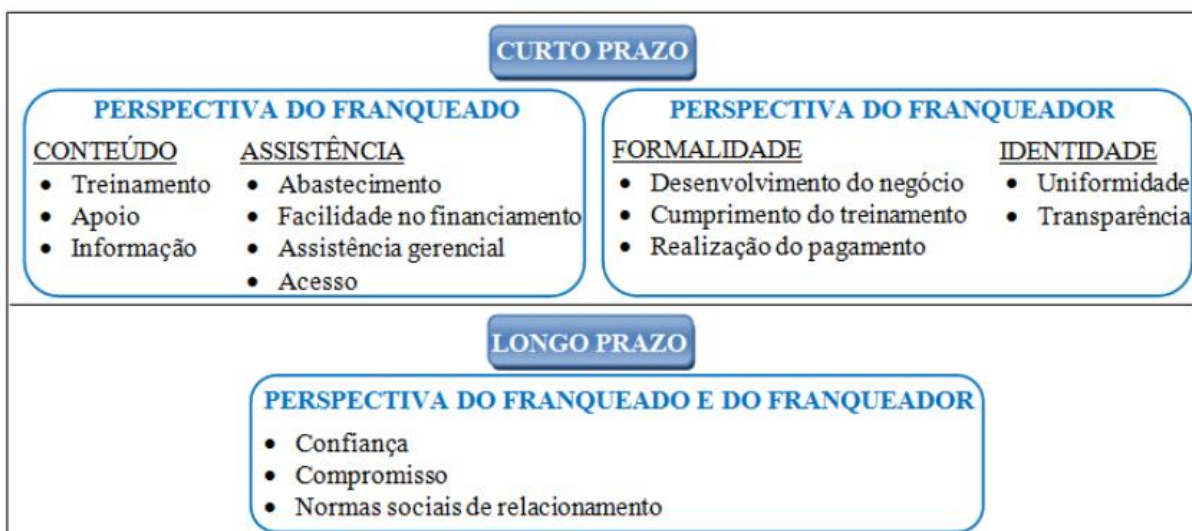 CURTO PRAZO
PERSPECTIVA DO FRANQUEADO
CONTEÚDO
• Treinamento
• Apoio
• Informação
ASSISTÊNCIA
• Abastecimento
• Facilidade no financiamento
• Assistência gerencial
• Acesso
PERSPECTIVA DO FRANQUEADOR
FORMALIDADE
• Desenvolvimento do negócio
• Cumprimento do treinamento
• Realização do pagamento
IDENTIDADE
• Uniformidade
• Transparência
LONGO PRAZO
PERSPECTIVA DO FRANQUEADO E DO FRANQUEADOR
• Confiança
• Compromisso
• Normas sociais de relacionamento